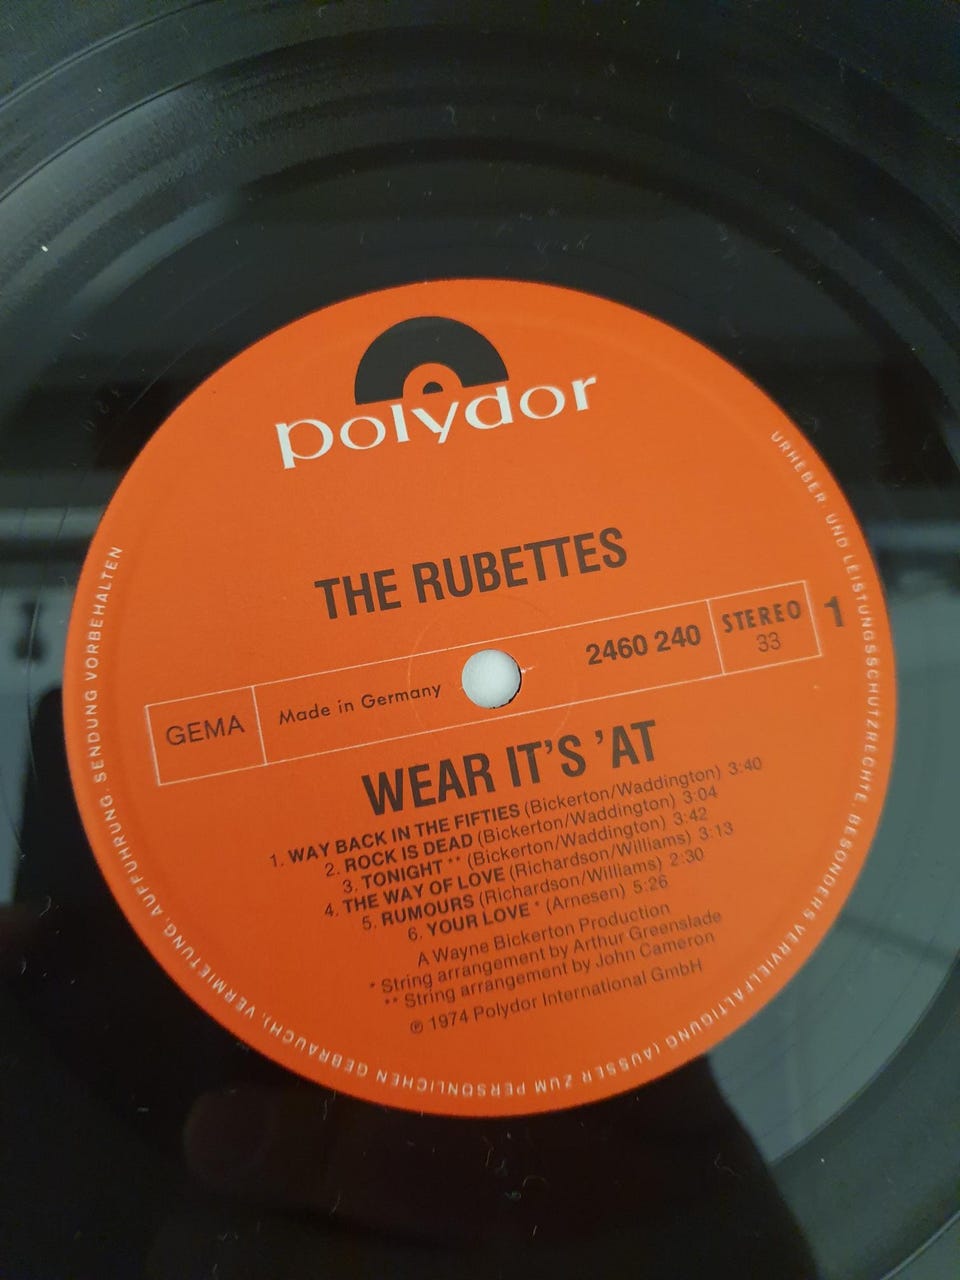 polydor
THE RUBETTES
GEMA
Made in Germany
2460 240
STEREO
33
1
WEAR IT'S 'AT
1. WAY BACK IN THE FIFTIES (Bickerton/Waddington) 3:40
2. ROCK IS DEAD (Bickerton/Waddington) 3:04
3. TONIGHT ** (Bickerton/Waddington) 3:42
4. THE WAY OF LOVE (Richardson/Williams) 3:13
5. RUMOURS (Richardson/Williams) 2:30
6. YOUR LOVE * (Arnesen) 5:26
A Wayne Bickerton Production
* String arrangement by Arthur Greenslade
** String arrangement by John Cameron
℗ 1974 Polydor International GmbH
URHEBER- UND LEISTUNGSSCHUTZRECHTE, BESONDERS VERVIELFÄLTIGUNG (AUSSER ZUM PERSÖNLICHEN GEBRAUCH), VERMIETUNG, AUFFÜHRUNG, SENDUNG VORBEHALTEN